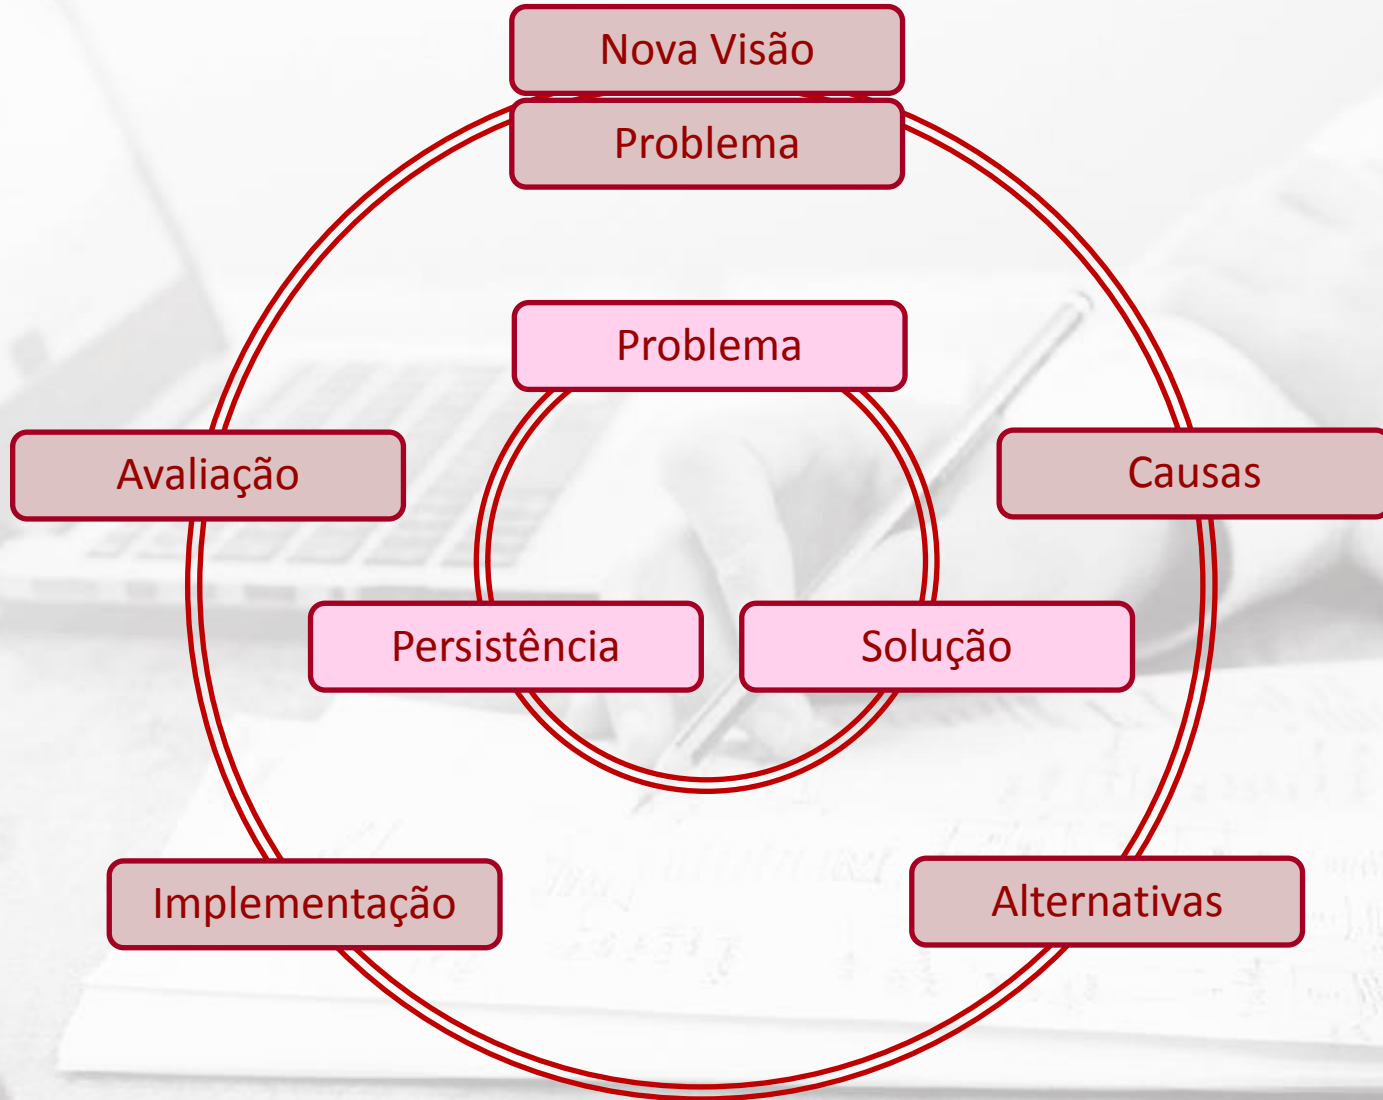 Nova Visão
Problema
Problema
Avaliação
Causas
Persistência
Solução
Implementação
Alternativas